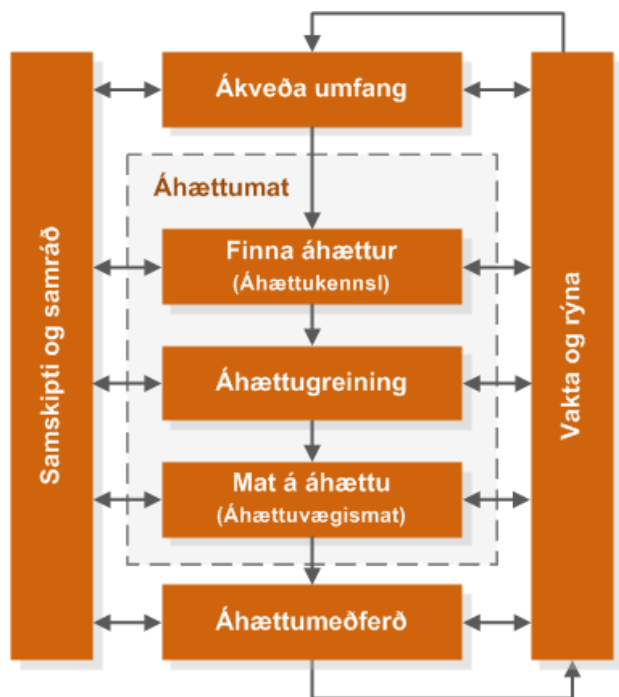 Ákveða umfang
Áhættumat
Finna áhættur
(Áhættukennsl)
Áhættugreining
Mat á áhættu
(Áhættuvægismat)
Áhættumeðferð
Samskipti og samráð
Vakta og rýna